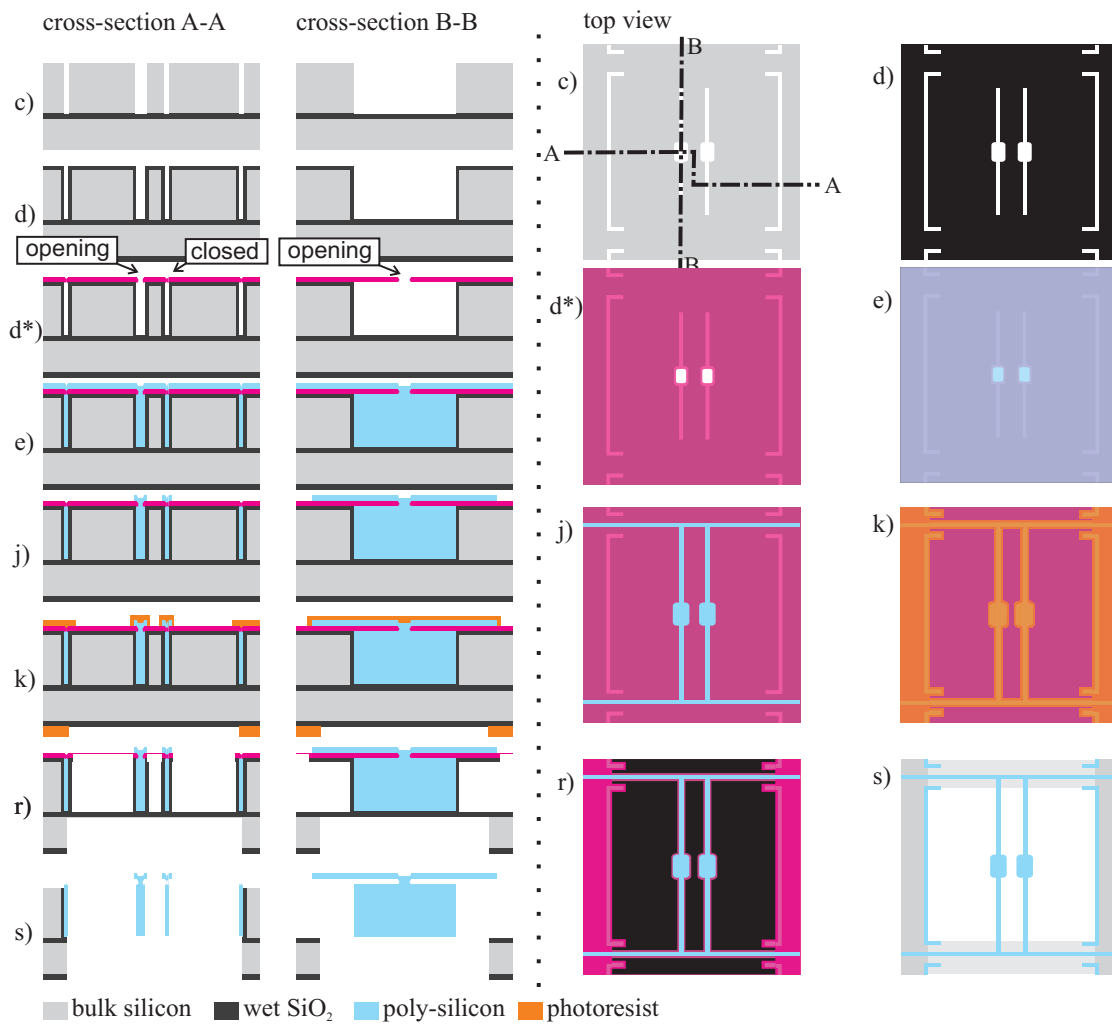 cross-section A-A
cross-section B-B
top view
c)
d)
opening
closed
opening
d*)
e)
j)
k)
r)
s)
c)
B
A
A
B
d)
d*)
e)
j)
k)
r)
s)
bulk silicon
wet SiO₂
poly-silicon
photoresist